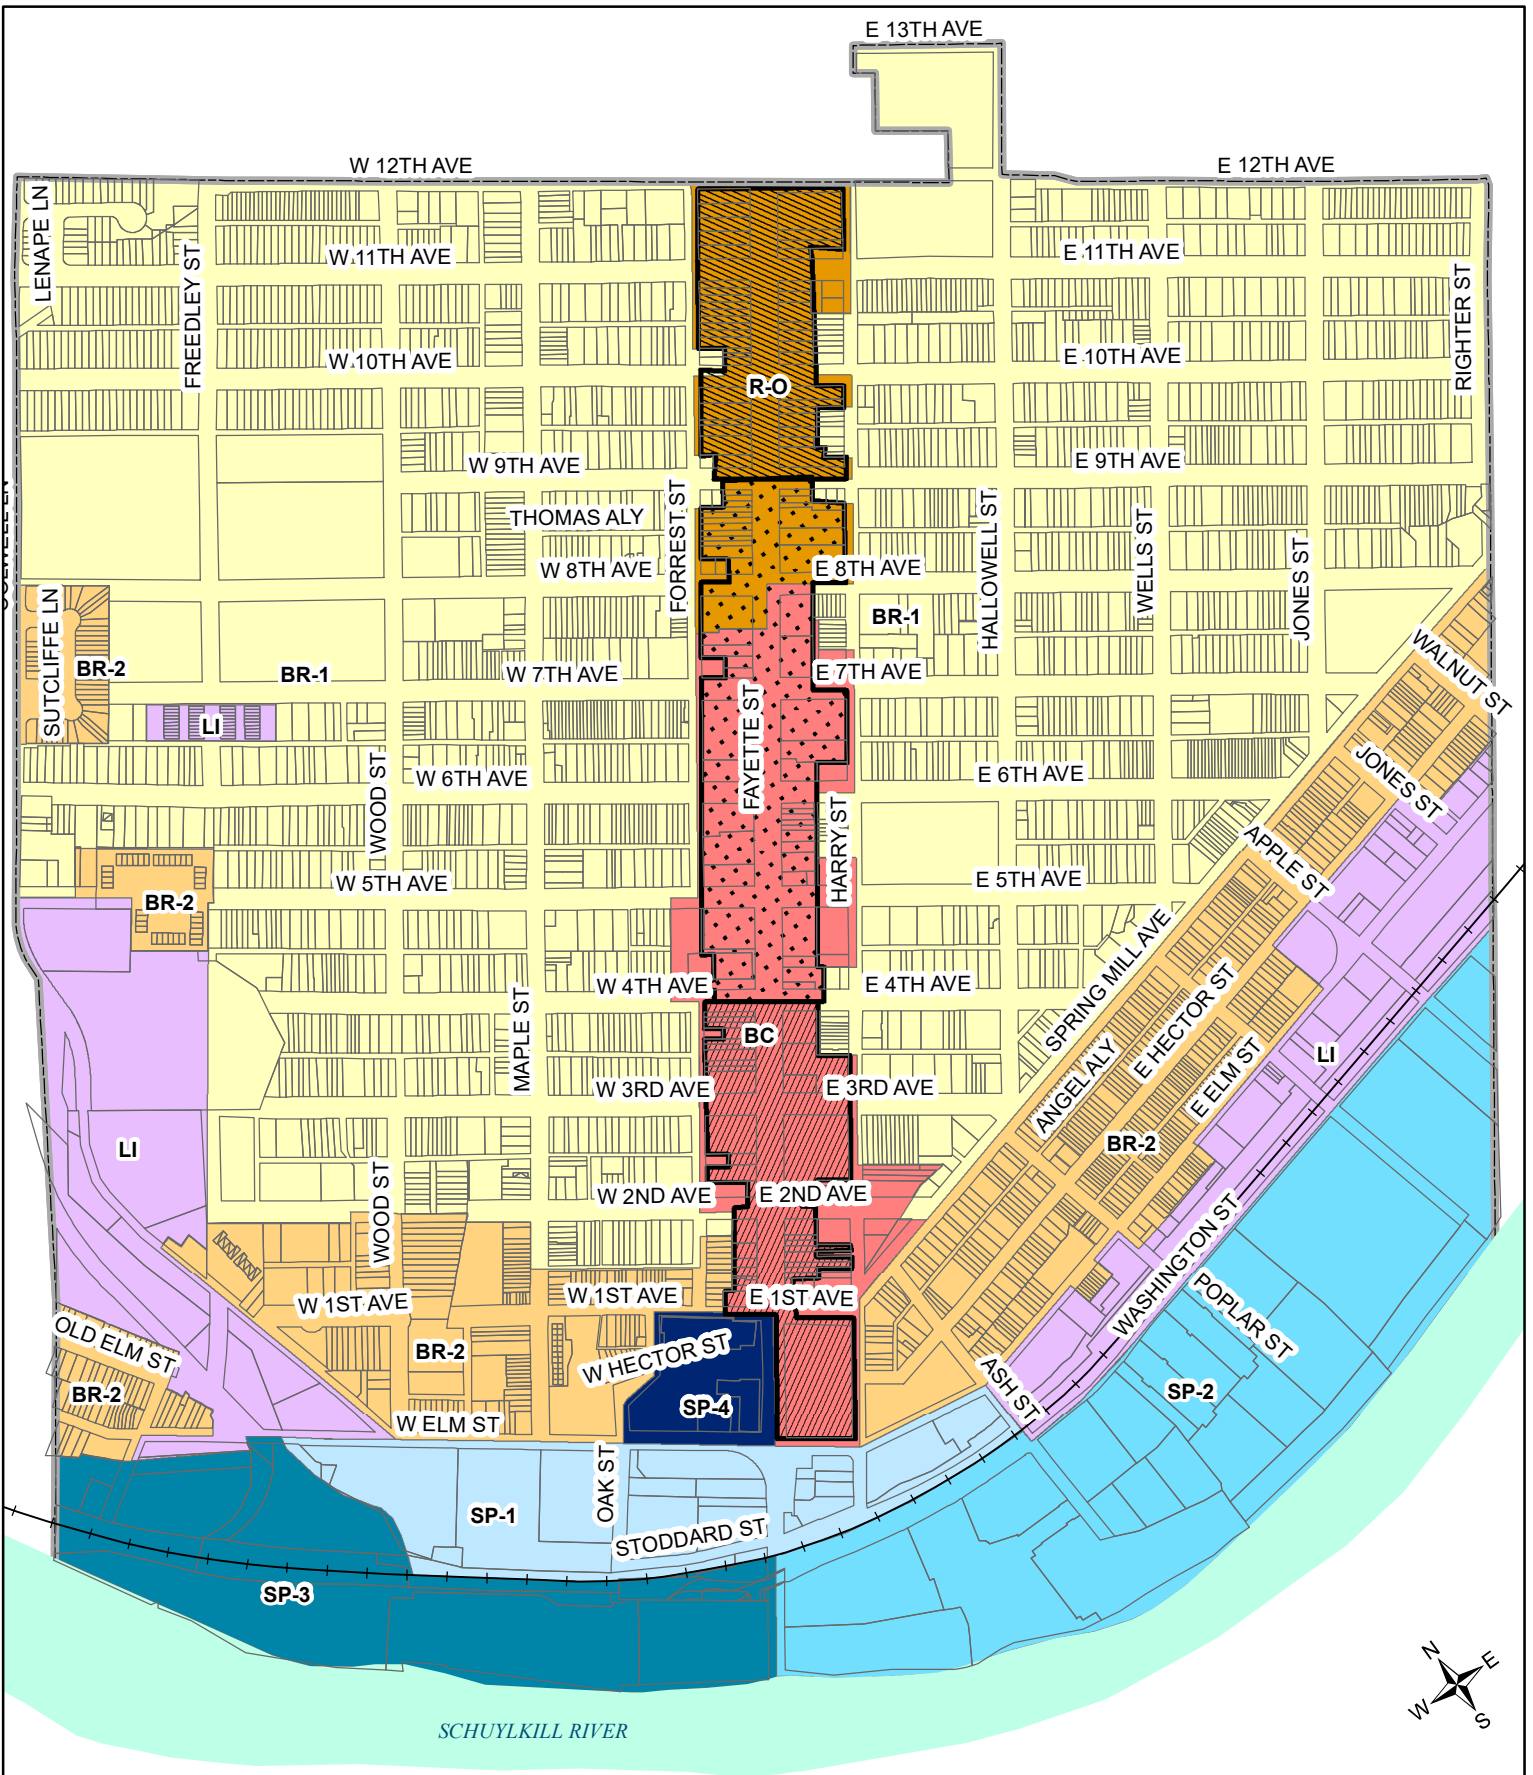 E 13TH AVE
W 12TH AVE
E 12TH AVE
LENAPE LN
W 11TH AVE
E 11TH AVE
FREEDLEY ST
RIGHTER ST
W 10TH AVE
E 10TH AVE
R-O
W 9TH AVE
E 9TH AVE
THOMAS ALY
FORREST ST
HALLOWELL ST
WELLS ST
JONES ST
W 8TH AVE
E 8TH AVE
BR-1
SUTCLIFFE LN
BR-2
BR-1
W 7TH AVE
E 7TH AVE
WALNUT ST
LI
FAYETTE ST
WOOD ST
W 6TH AVE
E 6TH AVE
JONES ST
HARRY ST
APPLE ST
W 5TH AVE
E 5TH AVE
BR-2
SPRING MILL AVE
W 4TH AVE
E 4TH AVE
E HECTOR ST
MAPLE ST
BC
LI
ANGEL ALY
E ELM ST
W 3RD AVE
E 3RD AVE
LI
BR-2
WOOD ST
W 2ND AVE
E 2ND AVE
WASHINGTON ST
W 1ST AVE
W 1ST AVE
E 1ST AVE
POPLAR ST
OLD ELM ST
BR-2
W HECTOR ST
ASH ST
BR-2
SP-4
SP-2
W ELM ST
OAK ST
SP-1
STODDARD ST
SP-3
N
E
W
S
SCHUYLKILL RIVER